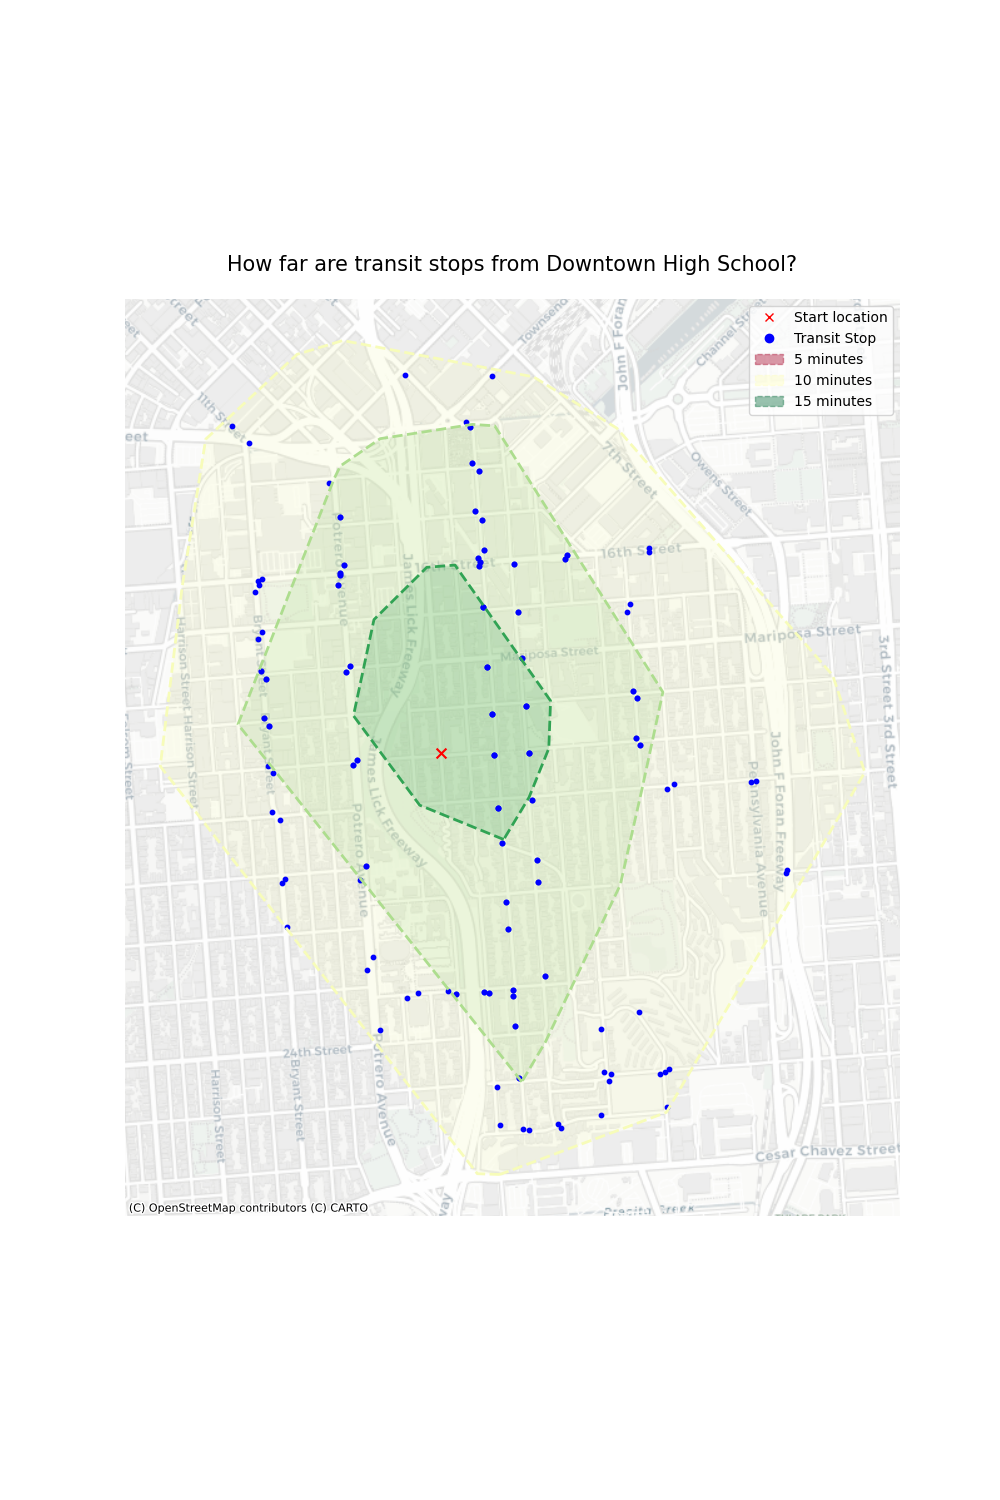 How far are transit stops from Downtown High School?
Start location
Transit Stop
5 minutes
10 minutes
15 minutes
Townsend
John F Foran
Channel Street
11th Street
7th Street
Owens Street
16th Street
Potrero Avenue
James Lick Freeway
Mariposa Street
Mariposa Street
Bryant Street
Bryant Street
Harrison Street
Harrison Street
3rd Street
3rd Street
James Lick Freeway
Potrero Avenue
John F Foran Freeway
Pennsylvania Avenue
24th Street
Bryant Street
Harrison Street
Potrero Avenue
Cesar Chavez Street
Precita Creek
(C) OpenStreetMap contributors (C) CARTO